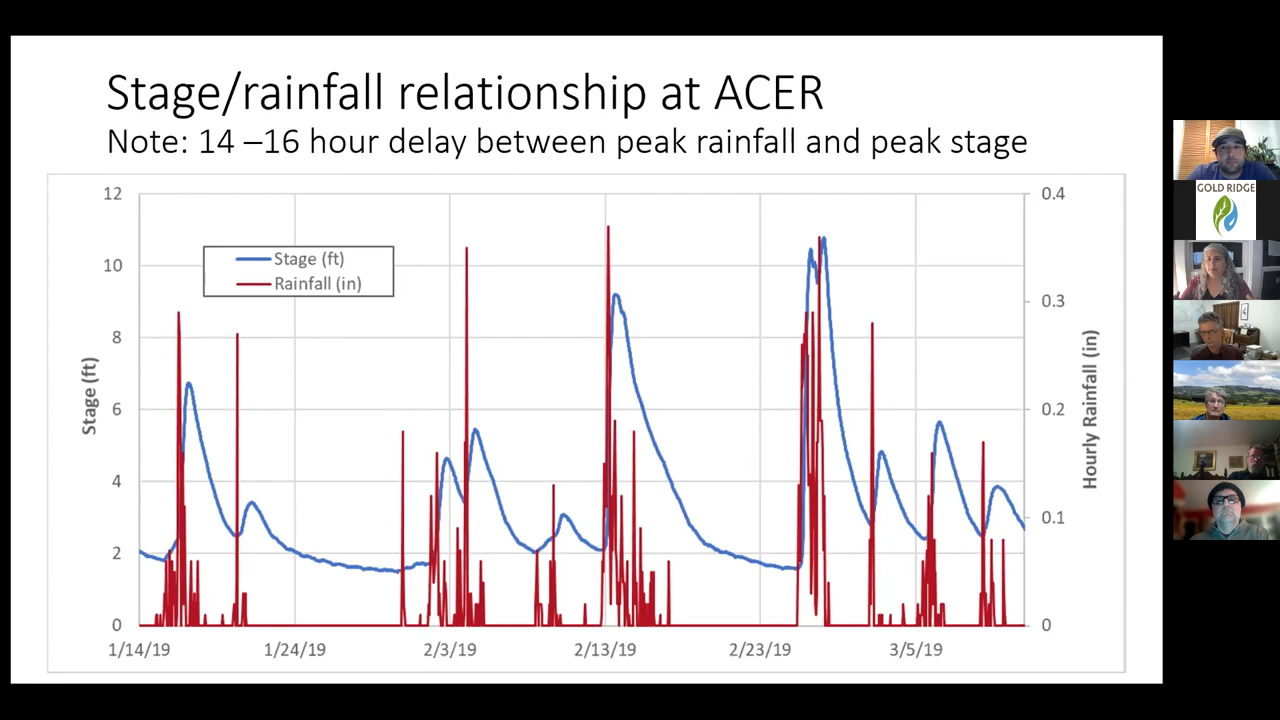 Stage/rainfall relationship at ACER
Note: 14 –16 hour delay between peak rainfall and peak stage
Stage (ft)
Rainfall (in)
12
10
8
6
4
2
0
Stage (ft)
0.4
0.3
0.2
0.1
0
Hourly Rainfall (in)
1/14/19
1/24/19
2/3/19
2/13/19
2/23/19
3/5/19
GOLD RIDGE